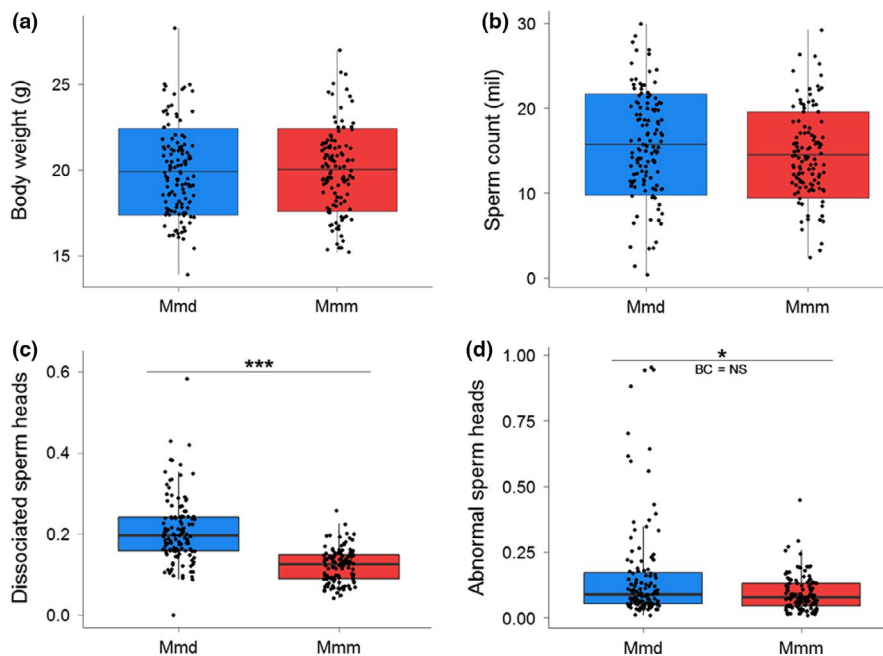 (a)
Body weight (g)
25
20
15
Mmd Mmm
(b)
Sperm count (mil)
30
20
10
0
Mmd Mmm
(c)
Dissociated sperm heads
0.6
0.4
0.2
0.0
***
Mmd Mmm
(d)
Abnormal sperm heads
1.00
0.75
0.50
0.25
0.00
*
BC = NS
Mmd Mmm